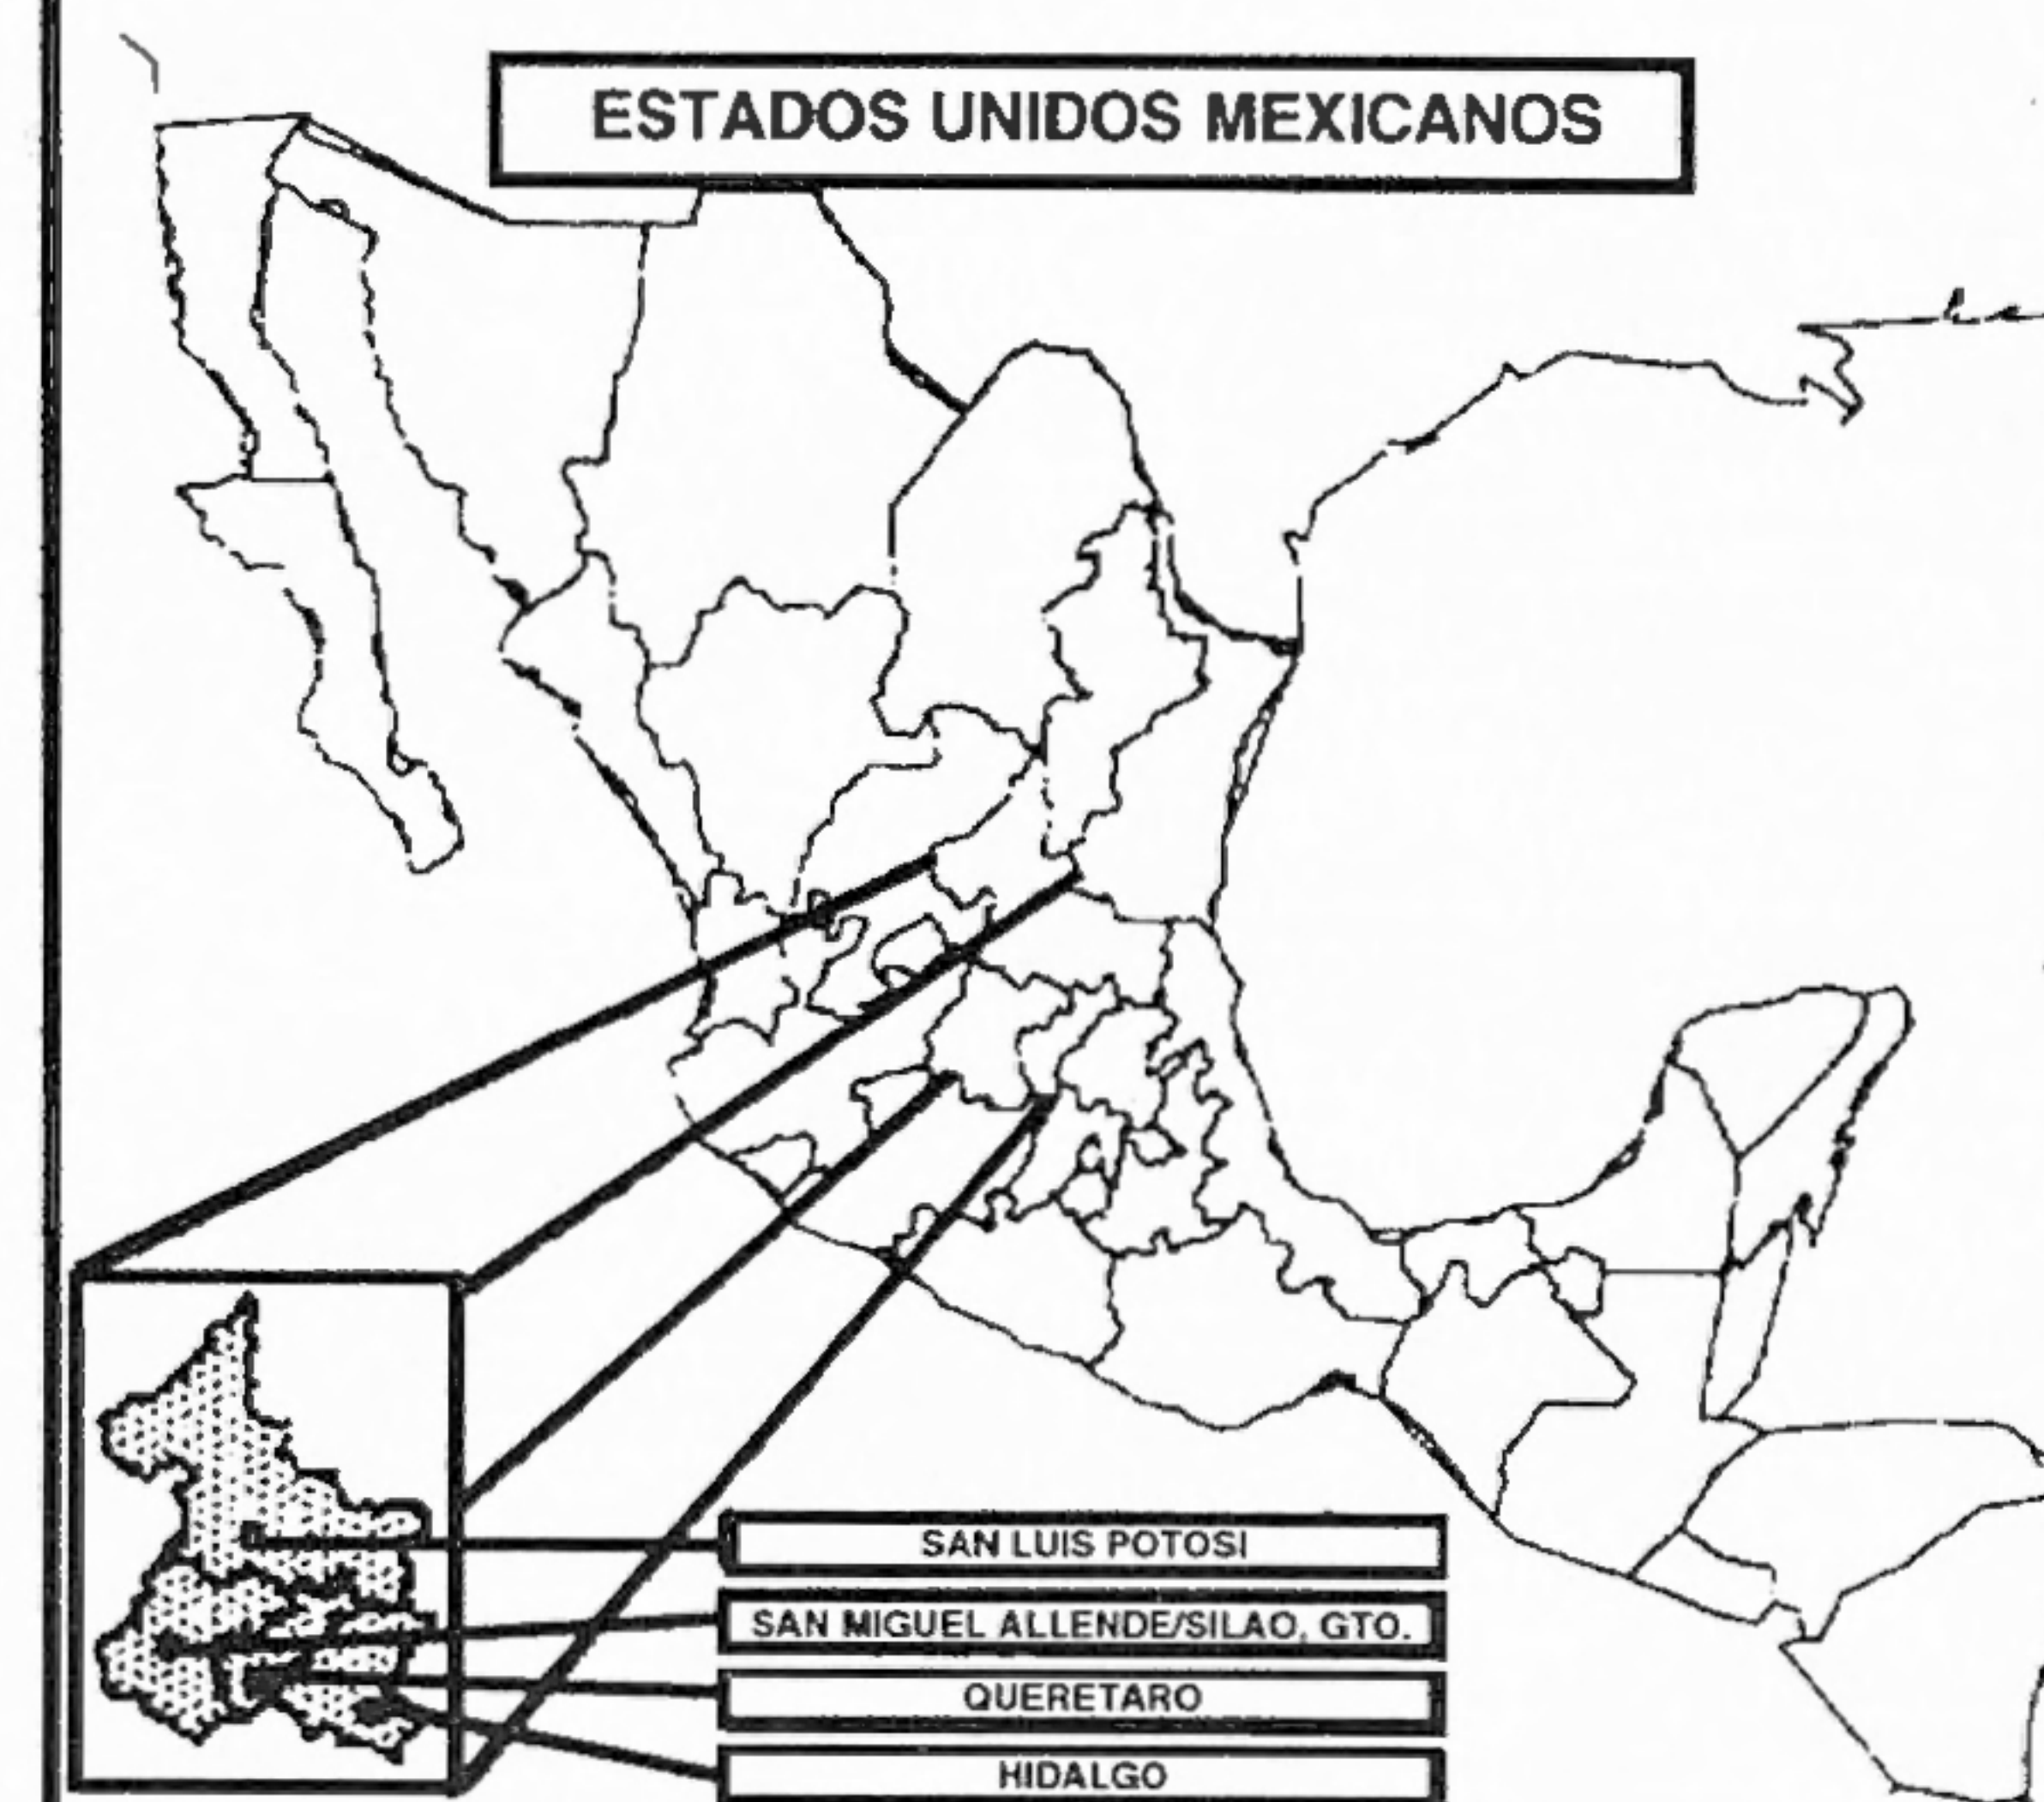 ESTADOS UNIDOS MEXICANOS
SAN LUIS POTOSI
SAN MIGUEL ALLENDE/SILAO, GTO.
QUERETARO
HIDALGO